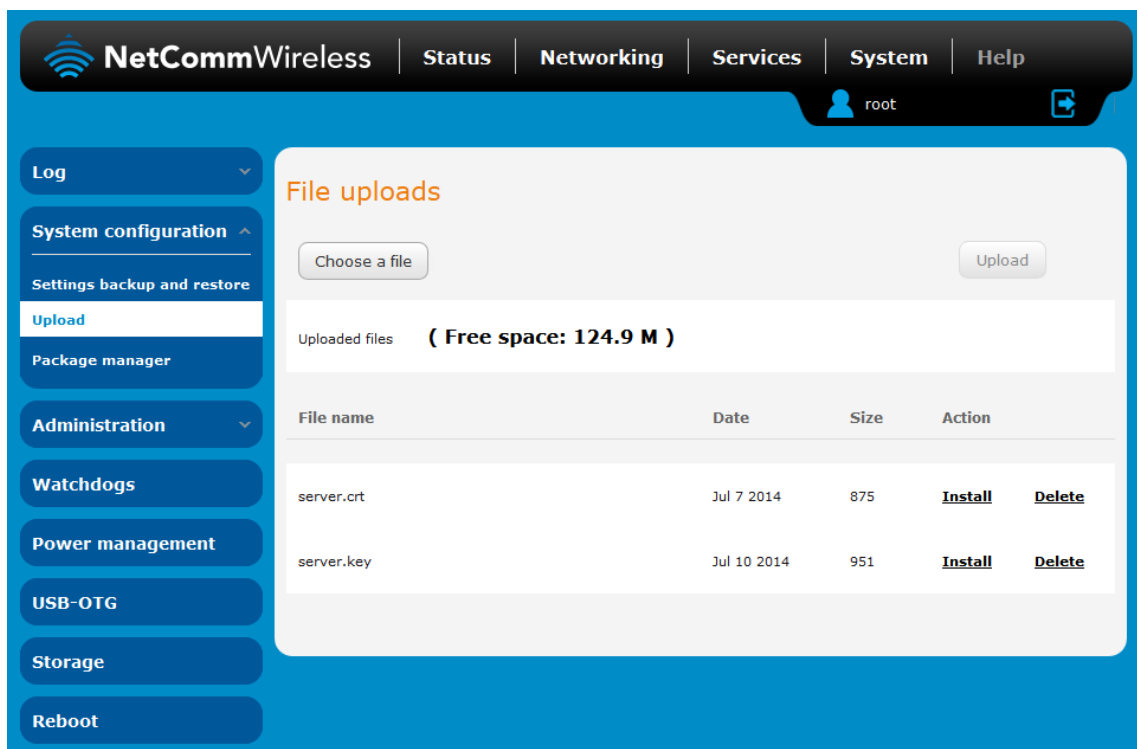 NetCommWireless Status Networking Services System Help
root
Log
System configuration
Settings backup and restore
Upload
Package manager
Administration
Watchdogs
Power management
USB-OTG
Storage
Reboot
File uploads
Choose a file Upload
Uploaded files ( Free space: 124.9 M )
File name Date Size Action
server.crt Jul 7 2014 875 Install Delete
server.key Jul 10 2014 951 Install Delete